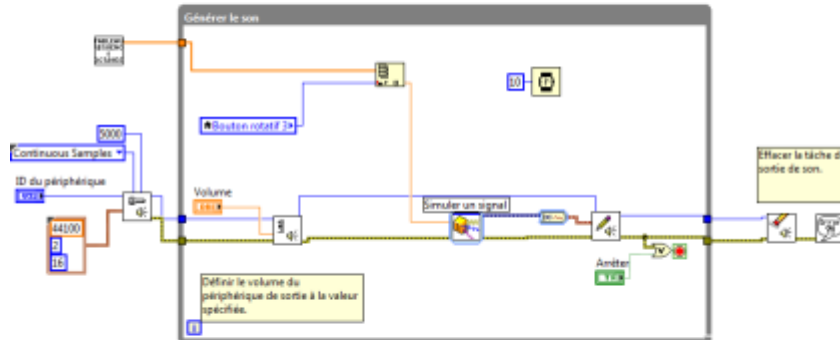 Générer le son
10
Bouton rotatif 3
5000
Continuous Samples
ID du périphérique
Volume
Simuler un signal
Effacer la tâche d
sortie de son.
44100
2
16
Arrêter
Définir le volume du
périphérique de sortie à la valeur
spécifiée.
i